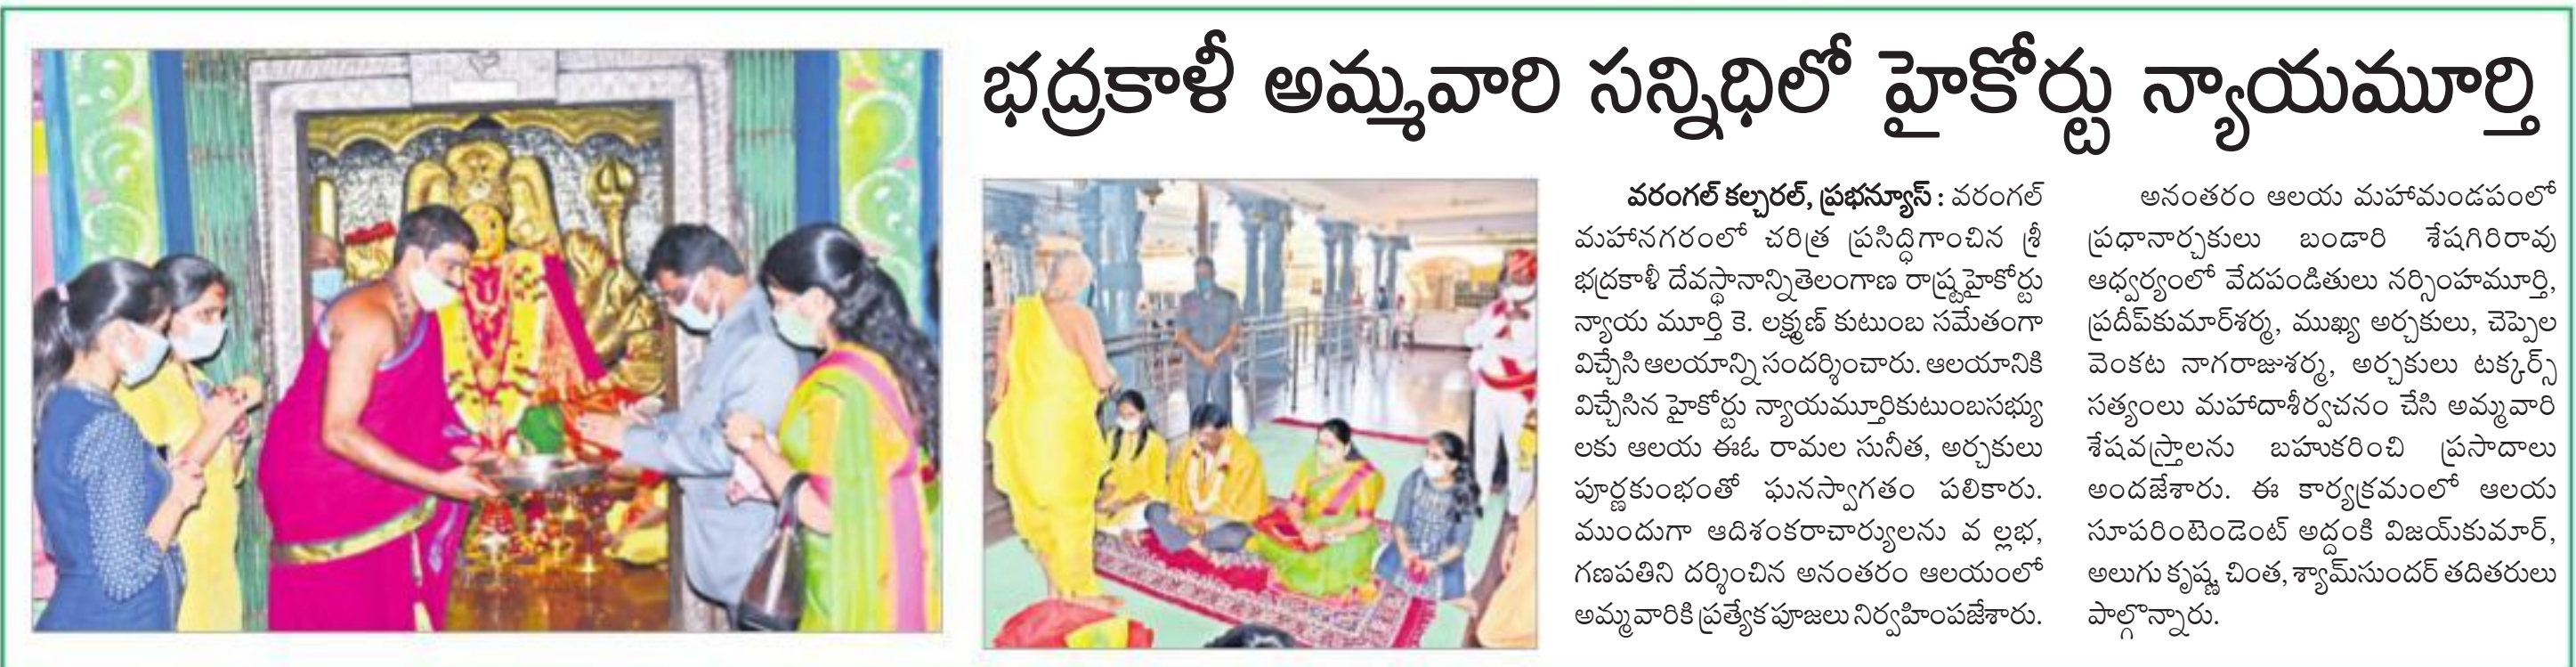 భద్రకాళీ అమ్మవారి సన్నిధిలో హైకోర్టు న్యాయమూర్తి
వరంగల్ కల్చరల్, ప్రభన్యూస్ : వరంగల్
మహానగరంలో చరిత్ర ప్రసిద్ధిగాంచిన శ్రీ
భద్రకాళీ దేవస్థానాన్నితెలంగాణ రాష్ట్రహైకోర్టు
న్యాయ మూర్తి కె. లక్ష్మణ్ కుటుంబ సమేతంగా
విచ్చేసి ఆలయాన్ని సందర్శించారు. ఆలయానికి
విచ్చేసిన హైకోర్టు న్యాయమూర్తికుటుంబసభ్యు
లకు ఆలయ ఈఓ రామల సునీత, అర్చకులు
పూర్ణకుంభంతో ఘనస్వాగతం పలికారు.
ముందుగా ఆదిశంకరాచార్యులను వ ల్లభ,
గణపతిని దర్శించిన అనంతరం ఆలయంలో
అమ్మవారికి ప్రత్యేక పూజలు నిర్వహింపజేశారు.
అనంతరం ఆలయ మహామండపంలో
ప్రధానార్చకులు బండారి శేషగిరిరావు
ఆధ్వర్యంలో వేదపండితులు నర్సింహమూర్తి,
ప్రదీప్‌కుమార్‌శర్మ, ముఖ్య అర్చకులు, చెప్పెల
వెంకట నాగరాజుశర్మ, అర్చకులు టక్కర్స్
సత్యంలు మహాదాశీర్వచనం చేసి అమ్మవారి
శేషవస్త్రాలను బహుకరించి ప్రసాదాలు
అందజేశారు. ఈ కార్యక్రమంలో ఆలయ
సూపరింటెండెంట్ అద్దంకి విజయ్‌కుమార్,
అలుగు కృష్ణ చింత, శ్యామ్‌సుందర్ తదితరులు
పాల్గొన్నారు.